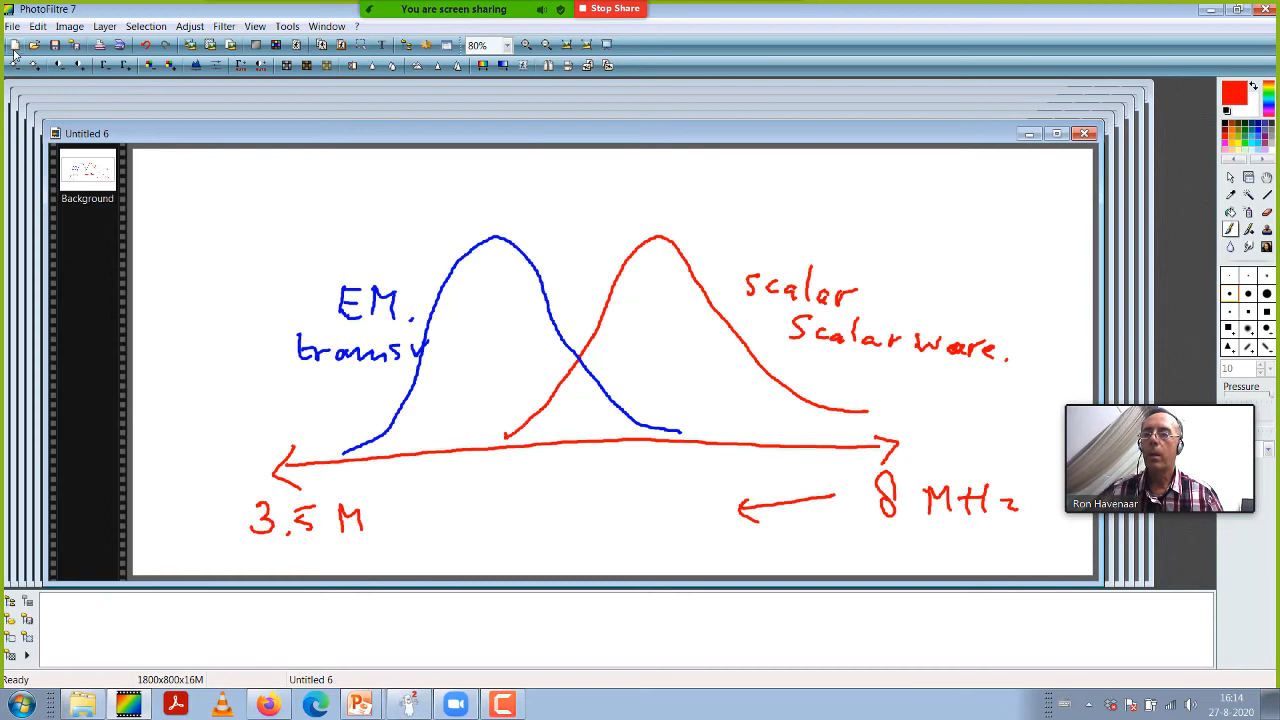 PhotoFiltre 7
You are screen sharing
Stop Share
File Edit Image Layer Selection Adjust Filter View Tools Window ?
80%
Untitled 6
Background
EM.
transv
scalar
Scalar ware.
3.5 M
8 MHz
10
Pressure
Ron Havenaar
Ready
1800x800x16M
Untitled 6
16:14
27-8-2020